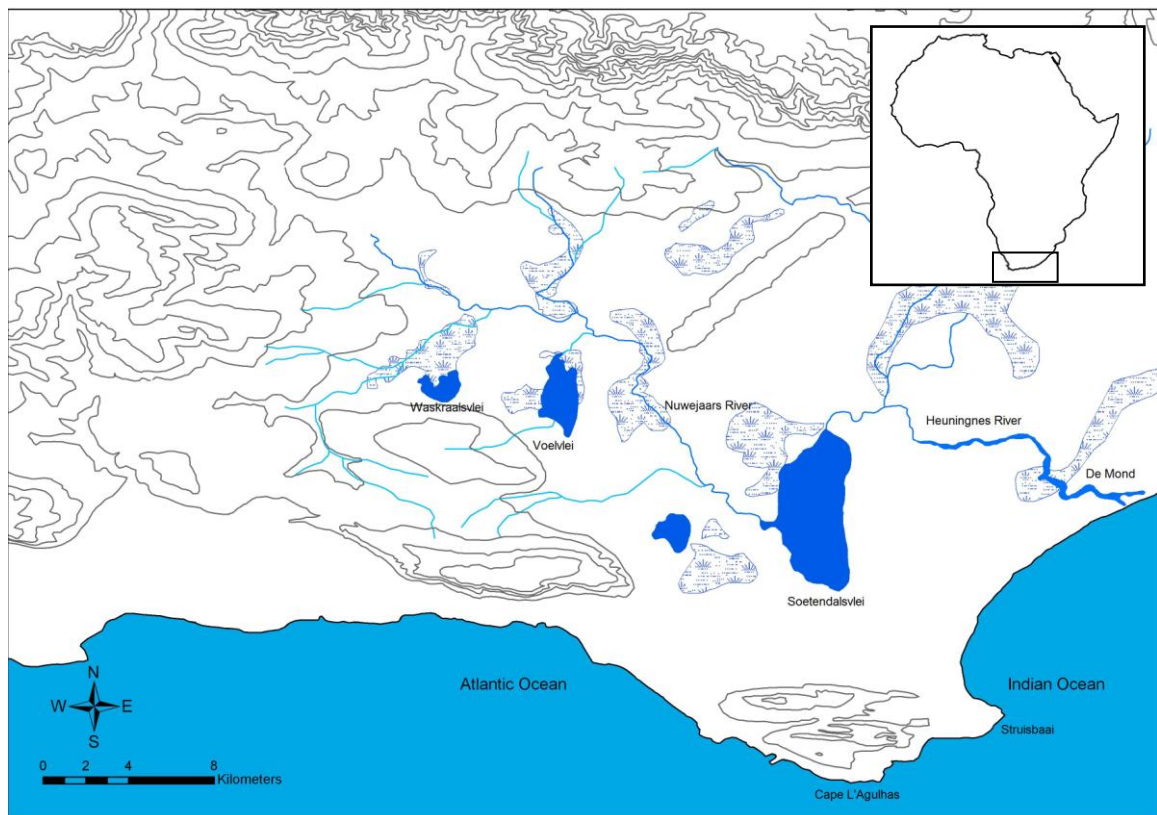 Waskraalsvlei
Nuwejaars River
Heuningnes River
Voelvlei
De Mond
Soetendalsvlei
Atlantic Ocean
Indian Ocean
Struisbaai
Cape L'Agulhas
N
W E
S
0 2 4 8
Kilometers